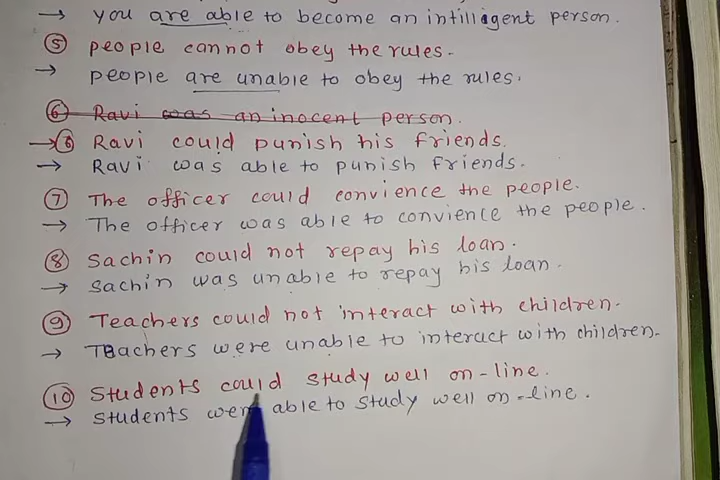 → you are able to become an intilligent person.
⑤ people cannot obey the rules.
→ people are unable to obey the rules.
⑥ Ravi was an inocent person.
→⑥ Ravi could punish his friends.
→ Ravi was able to punish friends.
⑦ The officer could convience the people.
→ The officer was able to convience the people.
⑧ Sachin could not repay his loan.
→ Sachin was unable to repay his loan.
⑨ Teachers could not interact with children.
→ Teachers were unable to interact with children.
⑩ Students could study well on-line.
→ Students were able to study well on-line.